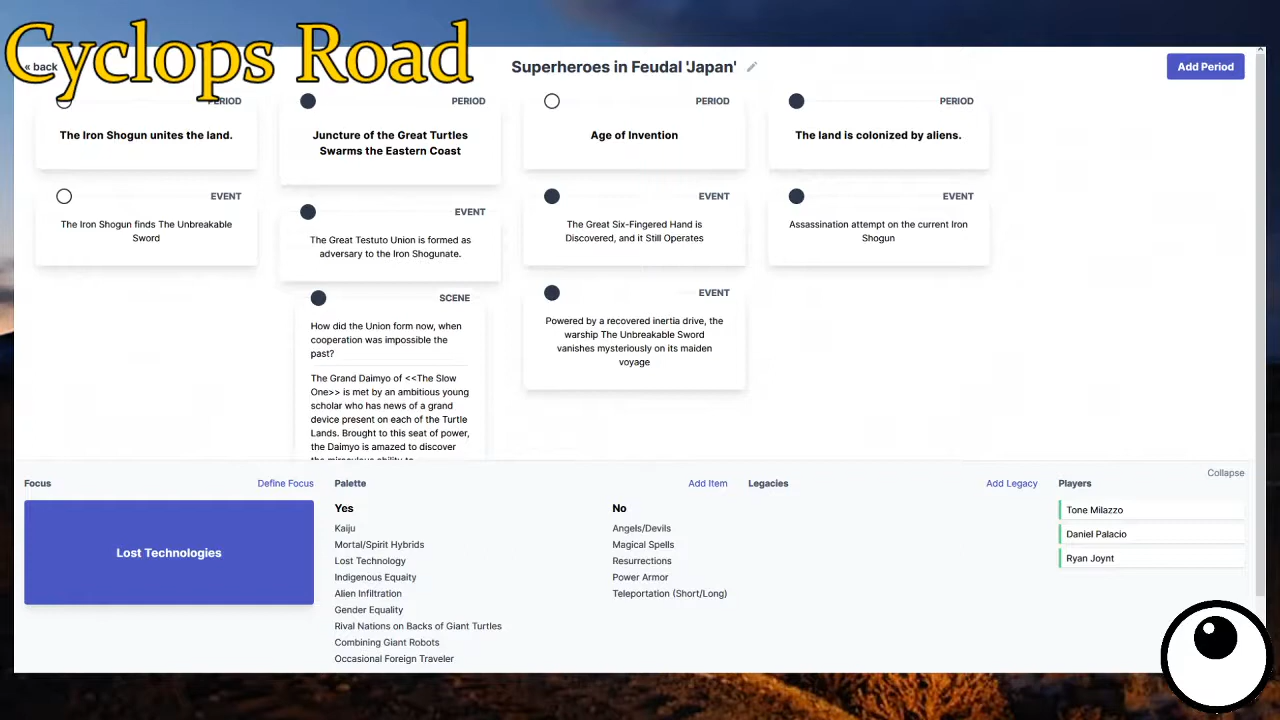 Cyclops Road
« back
Superheroes in Feudal 'Japan'
Add Period
PERIOD
The Iron Shogun unites the land.
EVENT
The Iron Shogun finds The Unbreakable
Sword
PERIOD
Juncture of the Great Turtles
Swarms the Eastern Coast
EVENT
The Great Testuto Union is formed as
adversary to the Iron Shogunate.
SCENE
How did the Union form now, when
cooperation was impossible the
past?
The Grand Daimyo of <<The Slow
One>> is met by an ambitious young
scholar who has news of a grand
device present on each of the Turtle
Lands. Brought to this seat of power,
the Daimyo is amazed to discover
the miraculous ability to
PERIOD
Age of Invention
EVENT
The Great Six-Fingered Hand is
Discovered, and it Still Operates
EVENT
Powered by a recovered inertia drive, the
warship The Unbreakable Sword
vanishes mysteriously on its maiden
voyage
PERIOD
The land is colonized by aliens.
EVENT
Assassination attempt on the current Iron
Shogun
Collapse
Focus
Define Focus
Lost Technologies
Palette
Add Item
Yes
Kaiju
Mortal/Spirit Hybrids
Lost Technology
Indigenous Equaity
Alien Infiltration
Gender Equality
Rival Nations on Backs of Giant Turtles
Combining Giant Robots
Occasional Foreign Traveler
No
Angels/Devils
Magical Spells
Resurrections
Power Armor
Teleportation (Short/Long)
Legacies
Add Legacy
Players
Tone Milazzo
Daniel Palacio
Ryan Joynt